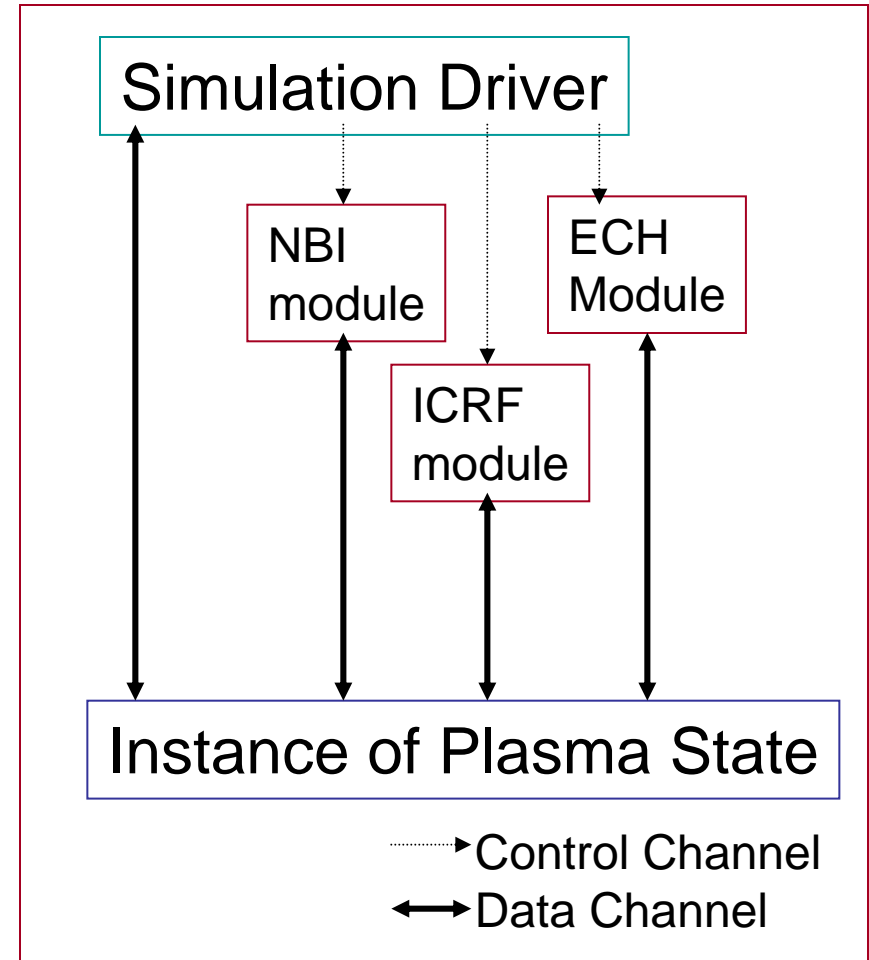 Simulation Driver
NBI
module
ECH
Module
ICRF
module
Instance of Plasma State
Control Channel
Data Channel